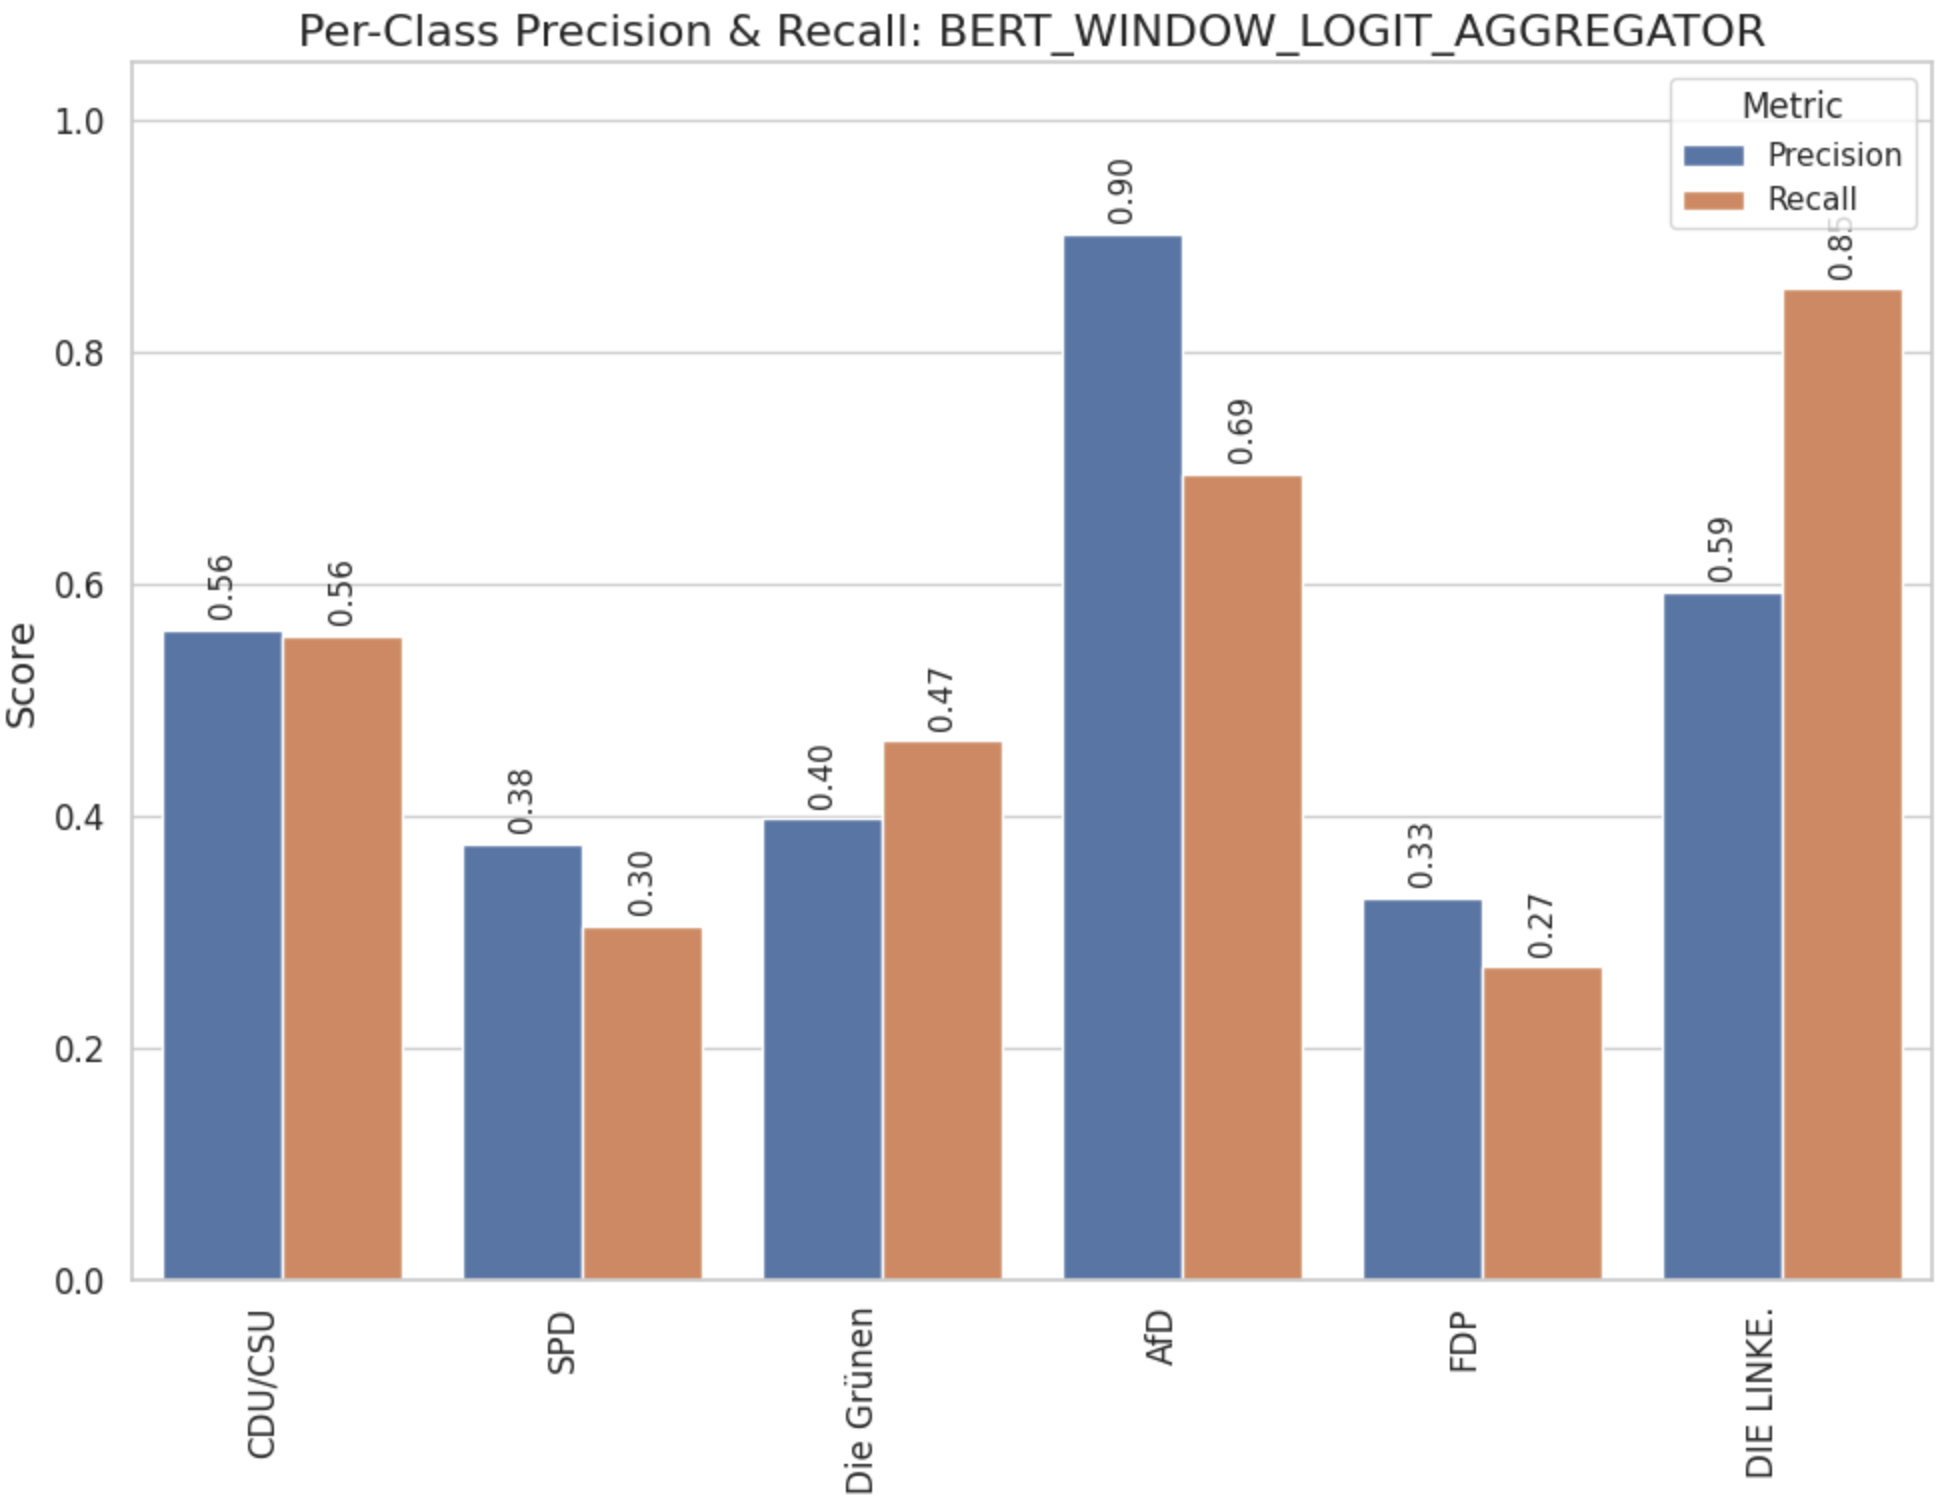 Per-Class Precision & Recall: BERT_WINDOW_LOGIT_AGGREGATOR
Metric
Precision
Recall
Score
1.0
0.8
0.6
0.4
0.2
0.0
0.56
0.56
0.38
0.30
0.40
0.47
0.90
0.69
0.33
0.27
0.59
0.85
CDU/CSU
SPD
Die Grünen
AfD
FDP
DIE LINKE.